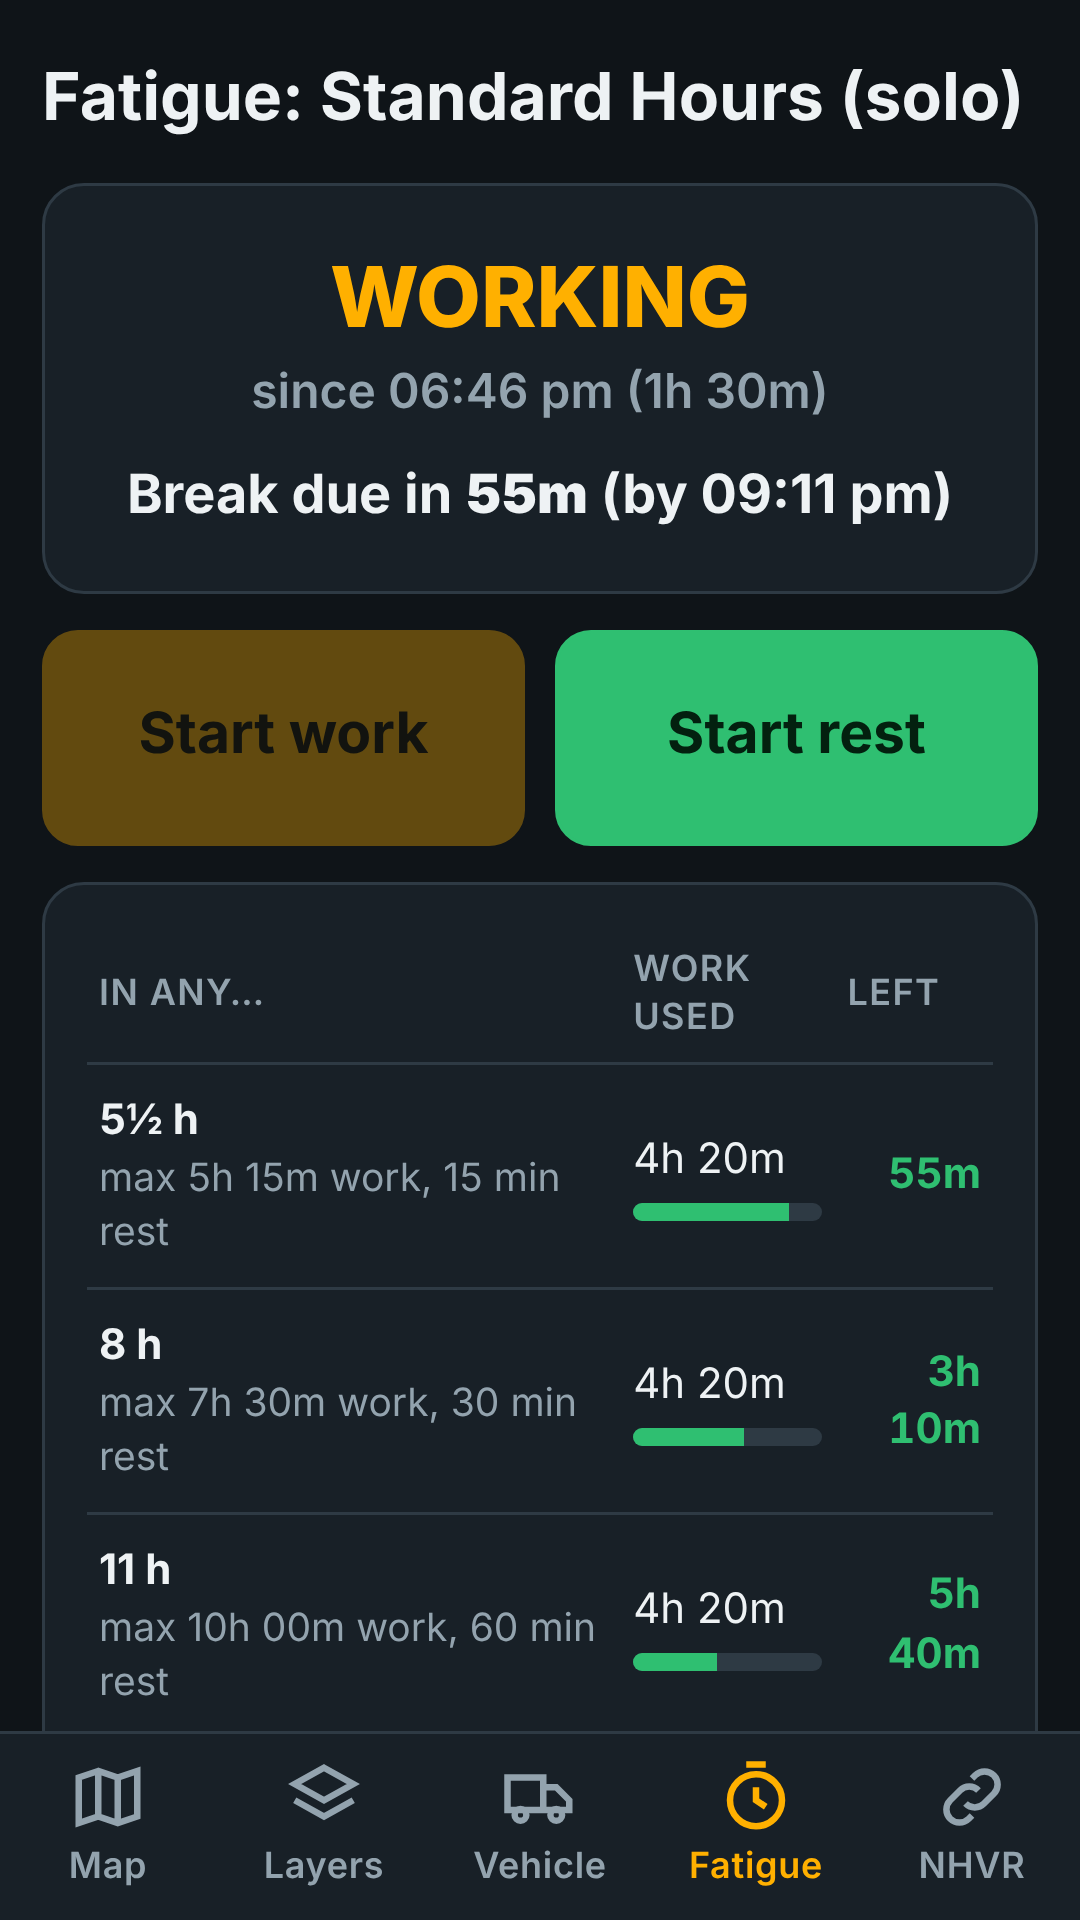 Fatigue: Standard Hours (solo)
WORKING
since 06:46 pm (1h 30m)
Break due in 55m (by 09:11 pm)
Start work
Start rest
IN ANY...
WORK
USED
LEFT
5½ h
max 5h 15m work, 15 min
rest
4h 20m
55m
8 h
max 7h 30m work, 30 min
rest
4h 20m
3h
10m
11 h
max 10h 00m work, 60 min
rest
4h 20m
5h
40m
Map
Layers
Vehicle
Fatigue
NHVR